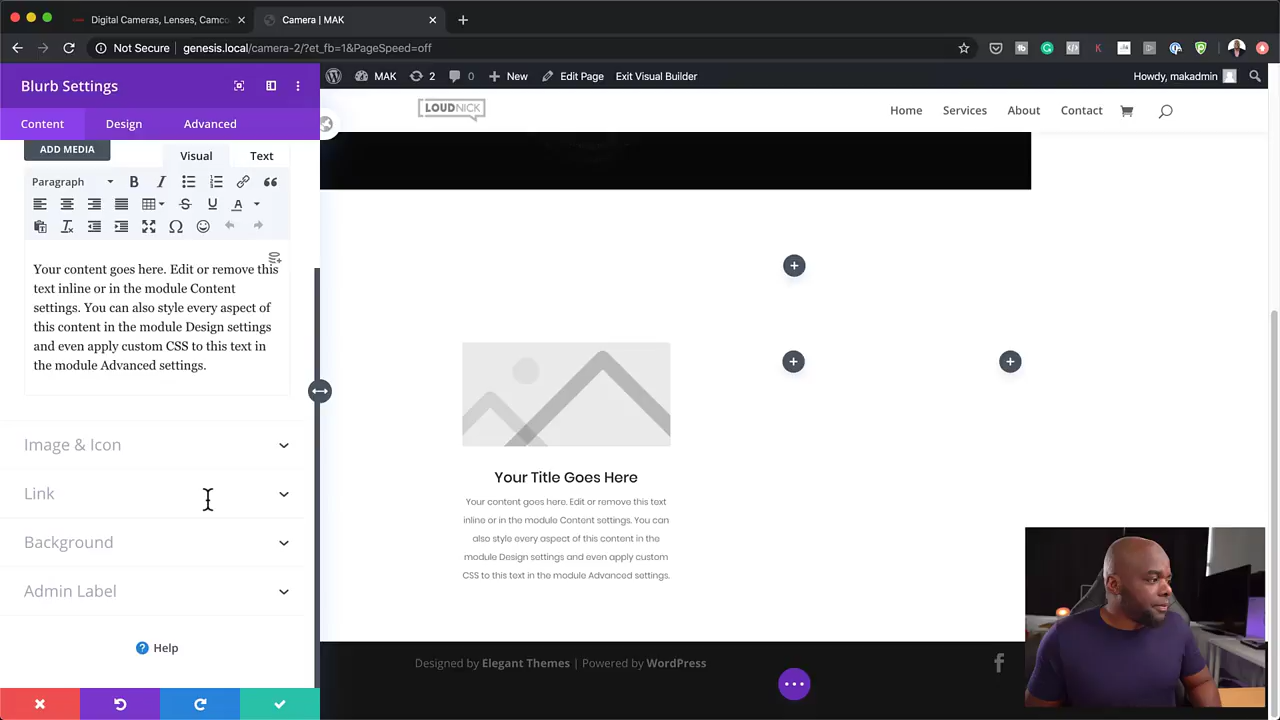 Digital Cameras, Lenses, Camco
Camera | MAK
Not Secure | genesis.local/camera-2/?et_fb=1&PageSpeed=off
Blurb Settings
MAK 2 0 New Edit Page Exit Visual Builder Howdy, makadmin
Content Design Advanced
LOUDNICK
Home Services About Contact
ADD MEDIA
Visual Text
Paragraph
Your content goes here. Edit or remove this
text inline or in the module Content
settings. You can also style every aspect of
this content in the module Design settings
and even apply custom CSS to this text in
the module Advanced settings.
Image & Icon
Link
Background
Admin Label
Help
Your Title Goes Here
Your content goes here. Edit or remove this text
inline or in the module Content settings. You can
also style every aspect of this content in the
module Design settings and even apply custom
CSS to this text in the module Advanced settings.
Designed by Elegant Themes | Powered by WordPress